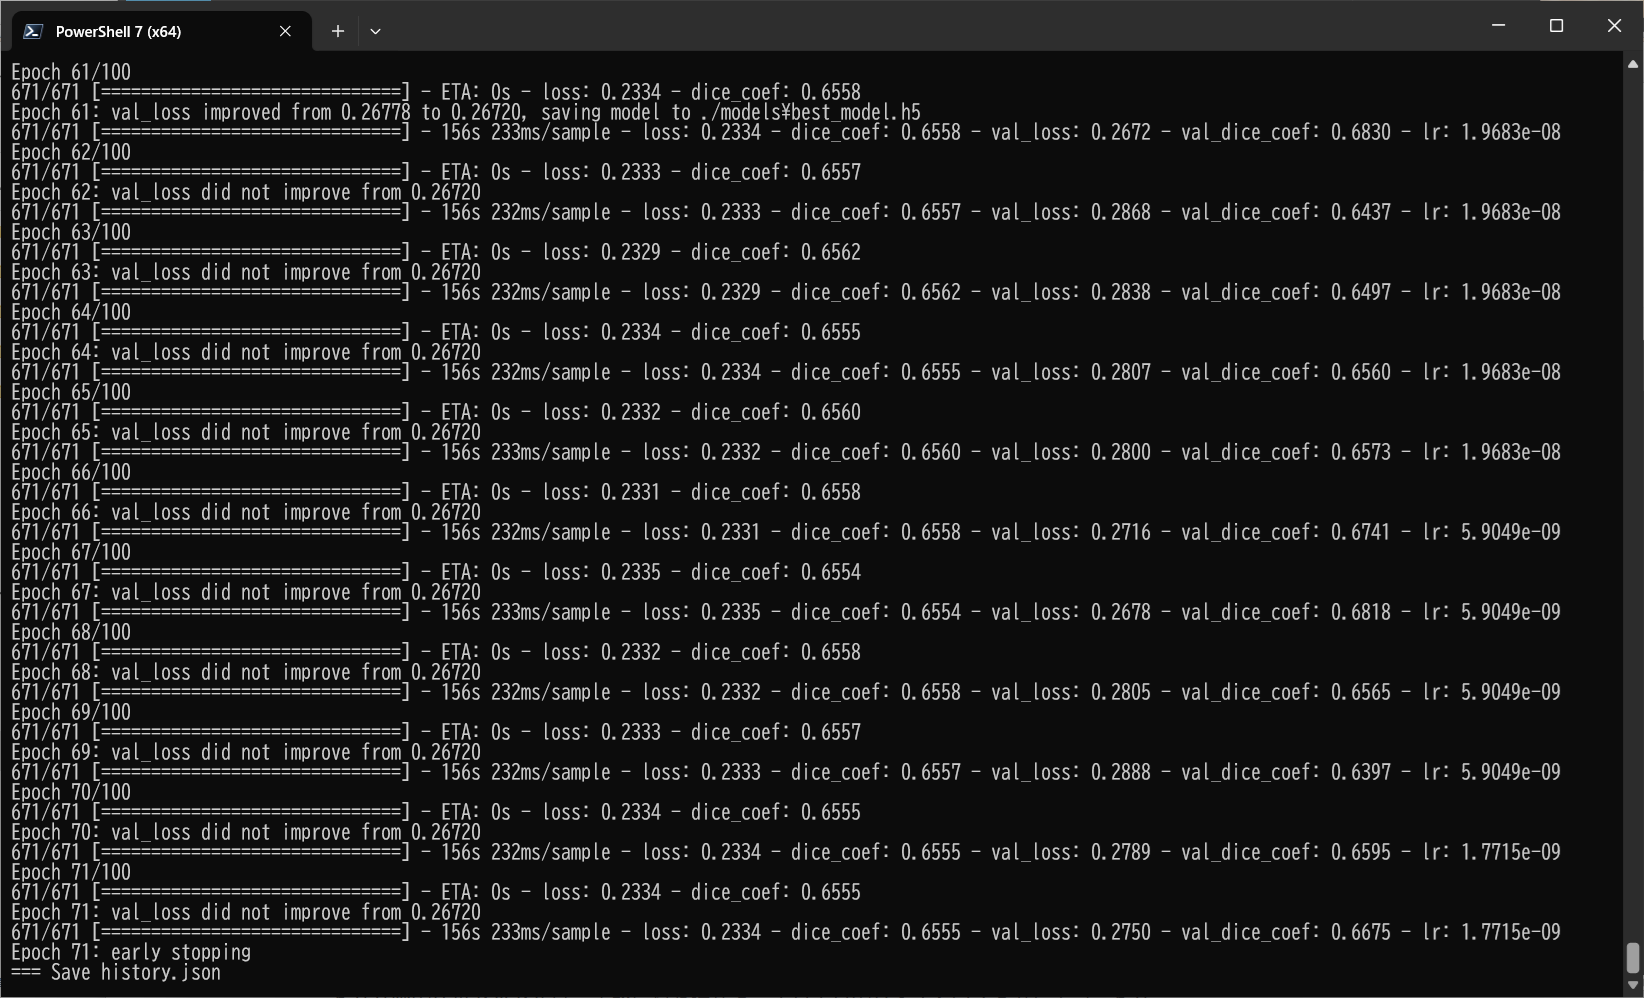 PowerShell 7 (x64)
Epoch 61/100
671/671 [==============================] - ETA: 0s - loss: 0.2334 - dice_coef: 0.6558
Epoch 61: val_loss improved from 0.26778 to 0.26720, saving model to ./models¥best_model.h5
671/671 [==============================] - 156s 233ms/sample - loss: 0.2334 - dice_coef: 0.6558 - val_loss: 0.2672 - val_dice_coef: 0.6830 - lr: 1.9683e-08
Epoch 62/100
671/671 [==============================] - ETA: 0s - loss: 0.2333 - dice_coef: 0.6557
Epoch 62: val_loss did not improve from 0.26720
671/671 [==============================] - 156s 232ms/sample - loss: 0.2333 - dice_coef: 0.6557 - val_loss: 0.2868 - val_dice_coef: 0.6437 - lr: 1.9683e-08
Epoch 63/100
671/671 [==============================] - ETA: 0s - loss: 0.2329 - dice_coef: 0.6562
Epoch 63: val_loss did not improve from 0.26720
671/671 [==============================] - 156s 232ms/sample - loss: 0.2329 - dice_coef: 0.6562 - val_loss: 0.2838 - val_dice_coef: 0.6497 - lr: 1.9683e-08
Epoch 64/100
671/671 [==============================] - ETA: 0s - loss: 0.2334 - dice_coef: 0.6555
Epoch 64: val_loss did not improve from 0.26720
671/671 [==============================] - 156s 232ms/sample - loss: 0.2334 - dice_coef: 0.6555 - val_loss: 0.2807 - val_dice_coef: 0.6560 - lr: 1.9683e-08
Epoch 65/100
671/671 [==============================] - ETA: 0s - loss: 0.2332 - dice_coef: 0.6560
Epoch 65: val_loss did not improve from 0.26720
671/671 [==============================] - 156s 233ms/sample - loss: 0.2332 - dice_coef: 0.6560 - val_loss: 0.2800 - val_dice_coef: 0.6573 - lr: 1.9683e-08
Epoch 66/100
671/671 [==============================] - ETA: 0s - loss: 0.2331 - dice_coef: 0.6558
Epoch 66: val_loss did not improve from 0.26720
671/671 [==============================] - 156s 232ms/sample - loss: 0.2331 - dice_coef: 0.6558 - val_loss: 0.2716 - val_dice_coef: 0.6741 - lr: 5.9049e-09
Epoch 67/100
671/671 [==============================] - ETA: 0s - loss: 0.2335 - dice_coef: 0.6554
Epoch 67: val_loss did not improve from 0.26720
671/671 [==============================] - 156s 233ms/sample - loss: 0.2335 - dice_coef: 0.6554 - val_loss: 0.2678 - val_dice_coef: 0.6818 - lr: 5.9049e-09
Epoch 68/100
671/671 [==============================] - ETA: 0s - loss: 0.2332 - dice_coef: 0.6558
Epoch 68: val_loss did not improve from 0.26720
671/671 [==============================] - 156s 232ms/sample - loss: 0.2332 - dice_coef: 0.6558 - val_loss: 0.2805 - val_dice_coef: 0.6565 - lr: 5.9049e-09
Epoch 69/100
671/671 [==============================] - ETA: 0s - loss: 0.2333 - dice_coef: 0.6557
Epoch 69: val_loss did not improve from 0.26720
671/671 [==============================] - 156s 232ms/sample - loss: 0.2333 - dice_coef: 0.6557 - val_loss: 0.2888 - val_dice_coef: 0.6397 - lr: 5.9049e-09
Epoch 70/100
671/671 [==============================] - ETA: 0s - loss: 0.2334 - dice_coef: 0.6555
Epoch 70: val_loss did not improve from 0.26720
671/671 [==============================] - 156s 232ms/sample - loss: 0.2334 - dice_coef: 0.6555 - val_loss: 0.2789 - val_dice_coef: 0.6595 - lr: 1.7715e-09
Epoch 71/100
671/671 [==============================] - ETA: 0s - loss: 0.2334 - dice_coef: 0.6555
Epoch 71: val_loss did not improve from 0.26720
671/671 [==============================] - 156s 233ms/sample - loss: 0.2334 - dice_coef: 0.6555 - val_loss: 0.2750 - val_dice_coef: 0.6675 - lr: 1.7715e-09
Epoch 71: early stopping
=== Save history.json